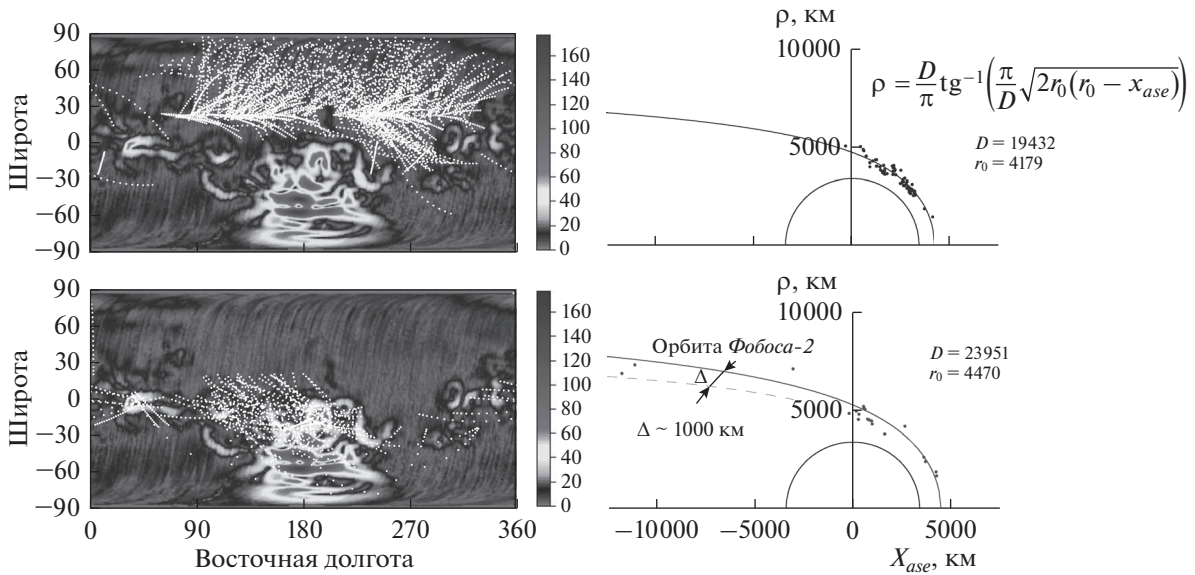 90
60
30
0
−30
−60
−90
Широта
160
140
120
100
80
60
40
20
0
90
60
30
0
−30
−60
−90
Широта
0 90 180 270 360
Восточная долгота
160
140
120
100
80
60
40
20
0
ρ, км
10000
5000
ρ = D/π tg⁻¹(π/D √2r₀(r₀ − x_ase))
D = 19432
r₀ = 4179
ρ, км
10000
Орбита Фобоса-2
Δ
Δ ~ 1000 км
5000
D = 23951
r₀ = 4470
−10000 −5000 0 5000
X_ase, км